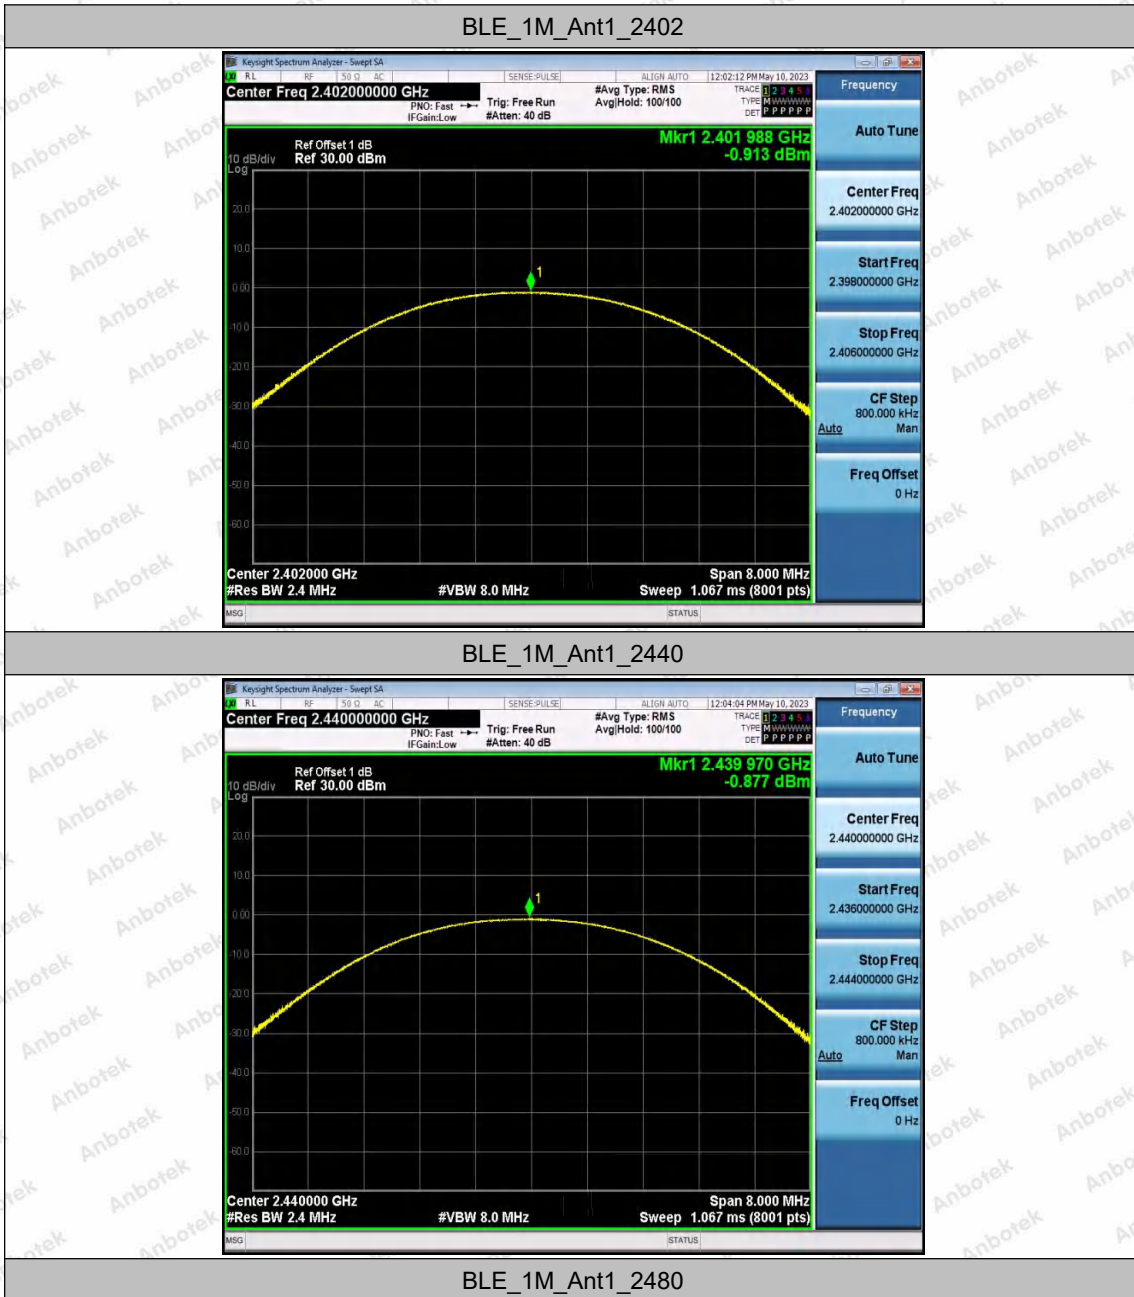 BLE_1M_Ant1_2402
Keysight Spectrum Analyzer - Swept SA
RL RF 50 Ω AC SENSE:PULSE ALIGN AUTO 12:02:12 PM May 10, 2023
Center Freq 2.402000000 GHz
PNO: Fast
IFGain:Low
Trig: Free Run
#Atten: 40 dB
#Avg Type: RMS
Avg|Hold: 100/100
TRACE 1 2 3 4 5 6
TYPE M WWWWW
DET P P P P P P
Frequency
Mkr1 2.401 988 GHz
-0.913 dBm
Ref Offset 1 dB
10 dB/div Ref 30.00 dBm
Log
20.0
10.0
0.00
-10.0
-20.0
-30.0
-40.0
-50.0
-60.0
1
Auto Tune
Center Freq
2.402000000 GHz
Start Freq
2.398000000 GHz
Stop Freq
2.406000000 GHz
CF Step
800.000 kHz
Auto Man
Freq Offset
0 Hz
Center 2.402000 GHz Span 8.000 MHz
#Res BW 2.4 MHz #VBW 8.0 MHz Sweep 1.067 ms (8001 pts)
MSG STATUS
BLE_1M_Ant1_2440
Keysight Spectrum Analyzer - Swept SA
RL RF 50 Ω AC SENSE:PULSE ALIGN AUTO 12:04:04 PM May 10, 2023
Center Freq 2.440000000 GHz
PNO: Fast
IFGain:Low
Trig: Free Run
#Atten: 40 dB
#Avg Type: RMS
Avg|Hold: 100/100
TRACE 1 2 3 4 5 6
TYPE M WWWWW
DET P P P P P P
Frequency
Mkr1 2.439 970 GHz
-0.877 dBm
Ref Offset 1 dB
10 dB/div Ref 30.00 dBm
Log
20.0
10.0
0.00
-10.0
-20.0
-30.0
-40.0
-50.0
-60.0
1
Auto Tune
Center Freq
2.440000000 GHz
Start Freq
2.436000000 GHz
Stop Freq
2.444000000 GHz
CF Step
800.000 kHz
Auto Man
Freq Offset
0 Hz
Center 2.440000 GHz Span 8.000 MHz
#Res BW 2.4 MHz #VBW 8.0 MHz Sweep 1.067 ms (8001 pts)
MSG STATUS
BLE_1M_Ant1_2480
Anbotek